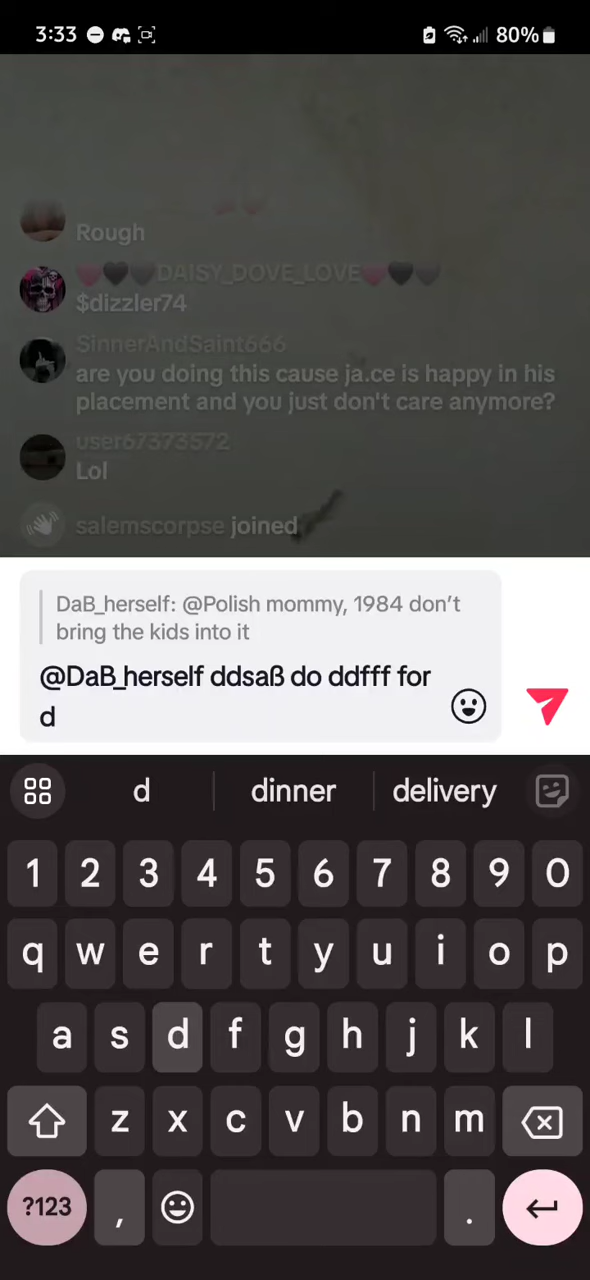 3:33
80%
Rough
DAISY_DOVE_LOVE
$dizzler74
SinnerAndSaint666
are you doing this cause ja.ce is happy in his
placement and you just don't care anymore?
user67373572
Lol
salemscorpse joined
DaB_herself: @Polish mommy, 1984 don’t
bring the kids into it
@DaB_herself ddsaß do ddfff for
d
d dinner delivery
1 2 3 4 5 6 7 8 9 0
q w e r t y u i o p
a s d f g h j k l
z x c v b n m
?123 , .